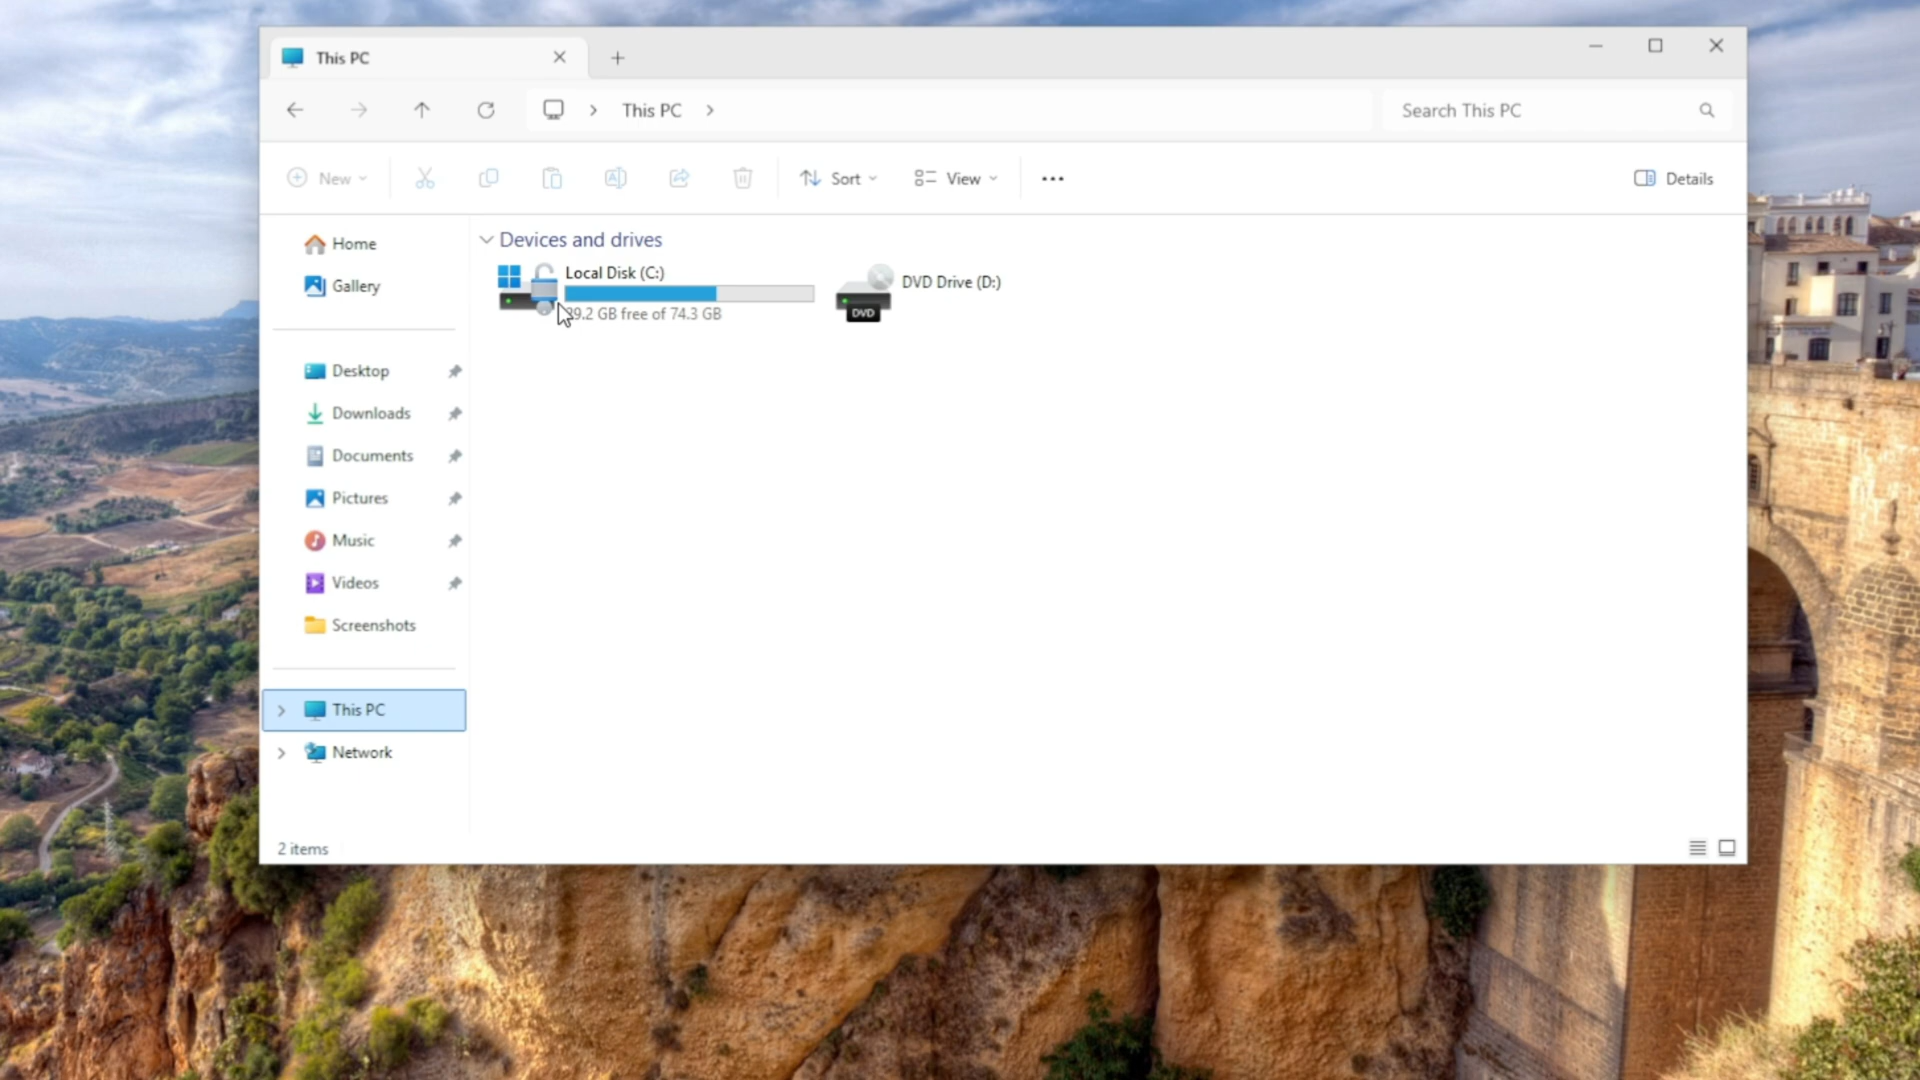 This PC
This PC
Search This PC
New
Sort
View
Details
Home
Gallery
Devices and drives
Local Disk (C:)
9.2 GB free of 74.3 GB
DVD Drive (D:)
DVD
Desktop
Downloads
Documents
Pictures
Music
Videos
Screenshots
This PC
Network
2 items